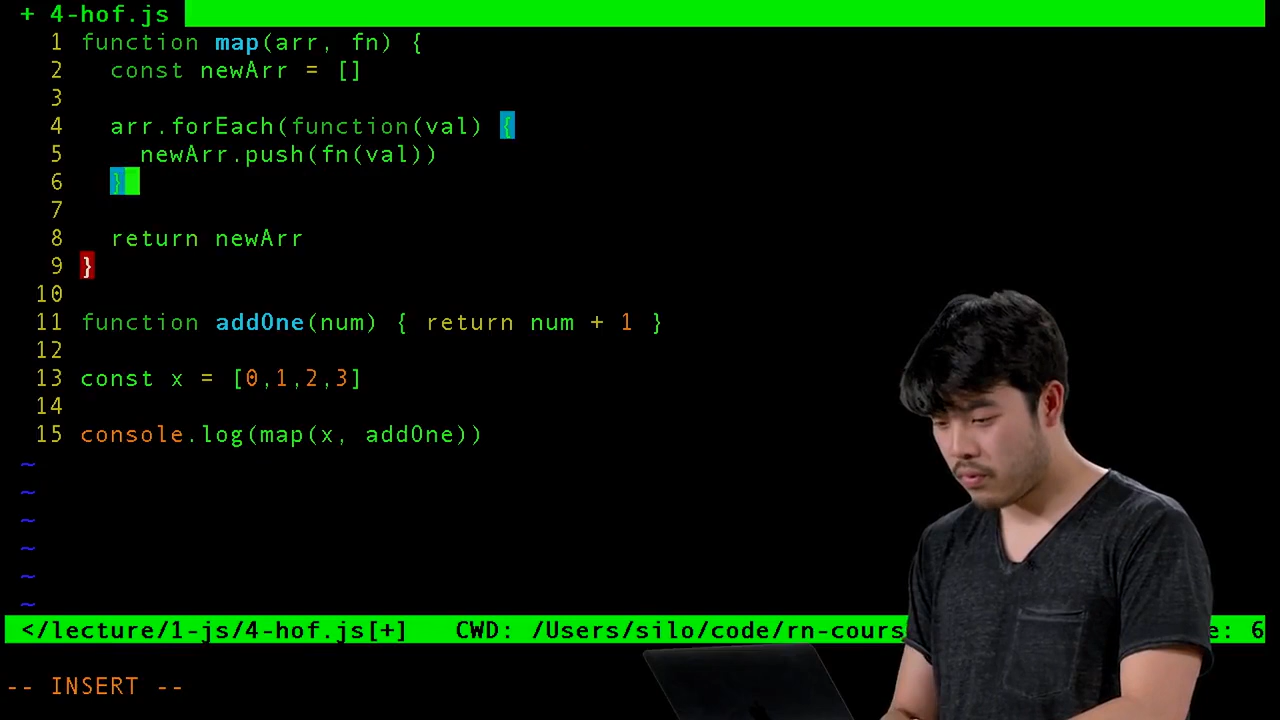 + 4-hof.js
1 function map(arr, fn) {
2   const newArr = []
3
4   arr.forEach(function(val) {
5     newArr.push(fn(val))
6   }
7
8   return newArr
9 }
10
11 function addOne(num) { return num + 1 }
12
13 const x = [0,1,2,3]
14
15 console.log(map(x, addOne))
~
~
~
~
~
~
</lecture/1-js/4-hof.js[+]   CWD: /Users/silo/code/rn-cours e: 6
-- INSERT --